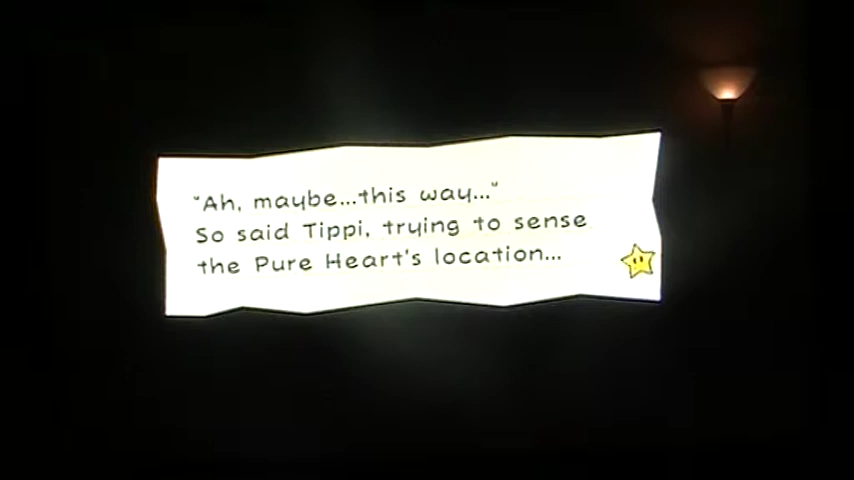 "Ah, maybe...this way..."
So said Tippi, trying to sense
the Pure Heart's location...